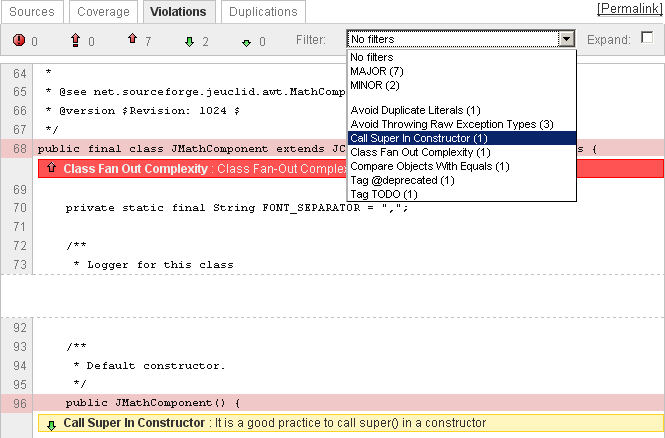 Sources Coverage Violations Duplications [Permalink]
0 0 7 2 0 Filter: No filters Expand:
No filters
MAJOR (7)
MINOR (2)
Avoid Duplicate Literals (1)
Avoid Throwing Raw Exception Types (3)
Call Super In Constructor (1)
Class Fan Out Complexity (1)
Compare Objects With Equals (1)
Tag @deprecated (1)
Tag TODO (1)
64 *
65 * @see net.sourceforge.jeuclid.awt.MathCompo
66 * @version $Revision: 1024 $
67 */
68 public final class JMathComponent extends JC s {
Class Fan Out Complexity : Class Fan-Out Comple
69
70 private static final String FONT_SEPARATOR = ",";
71
72 /**
73 * Logger for this class
92
93 /**
94 * Default constructor.
95 */
96 public JMathComponent() {
Call Super In Constructor : It is a good practice to call super() in a constructor